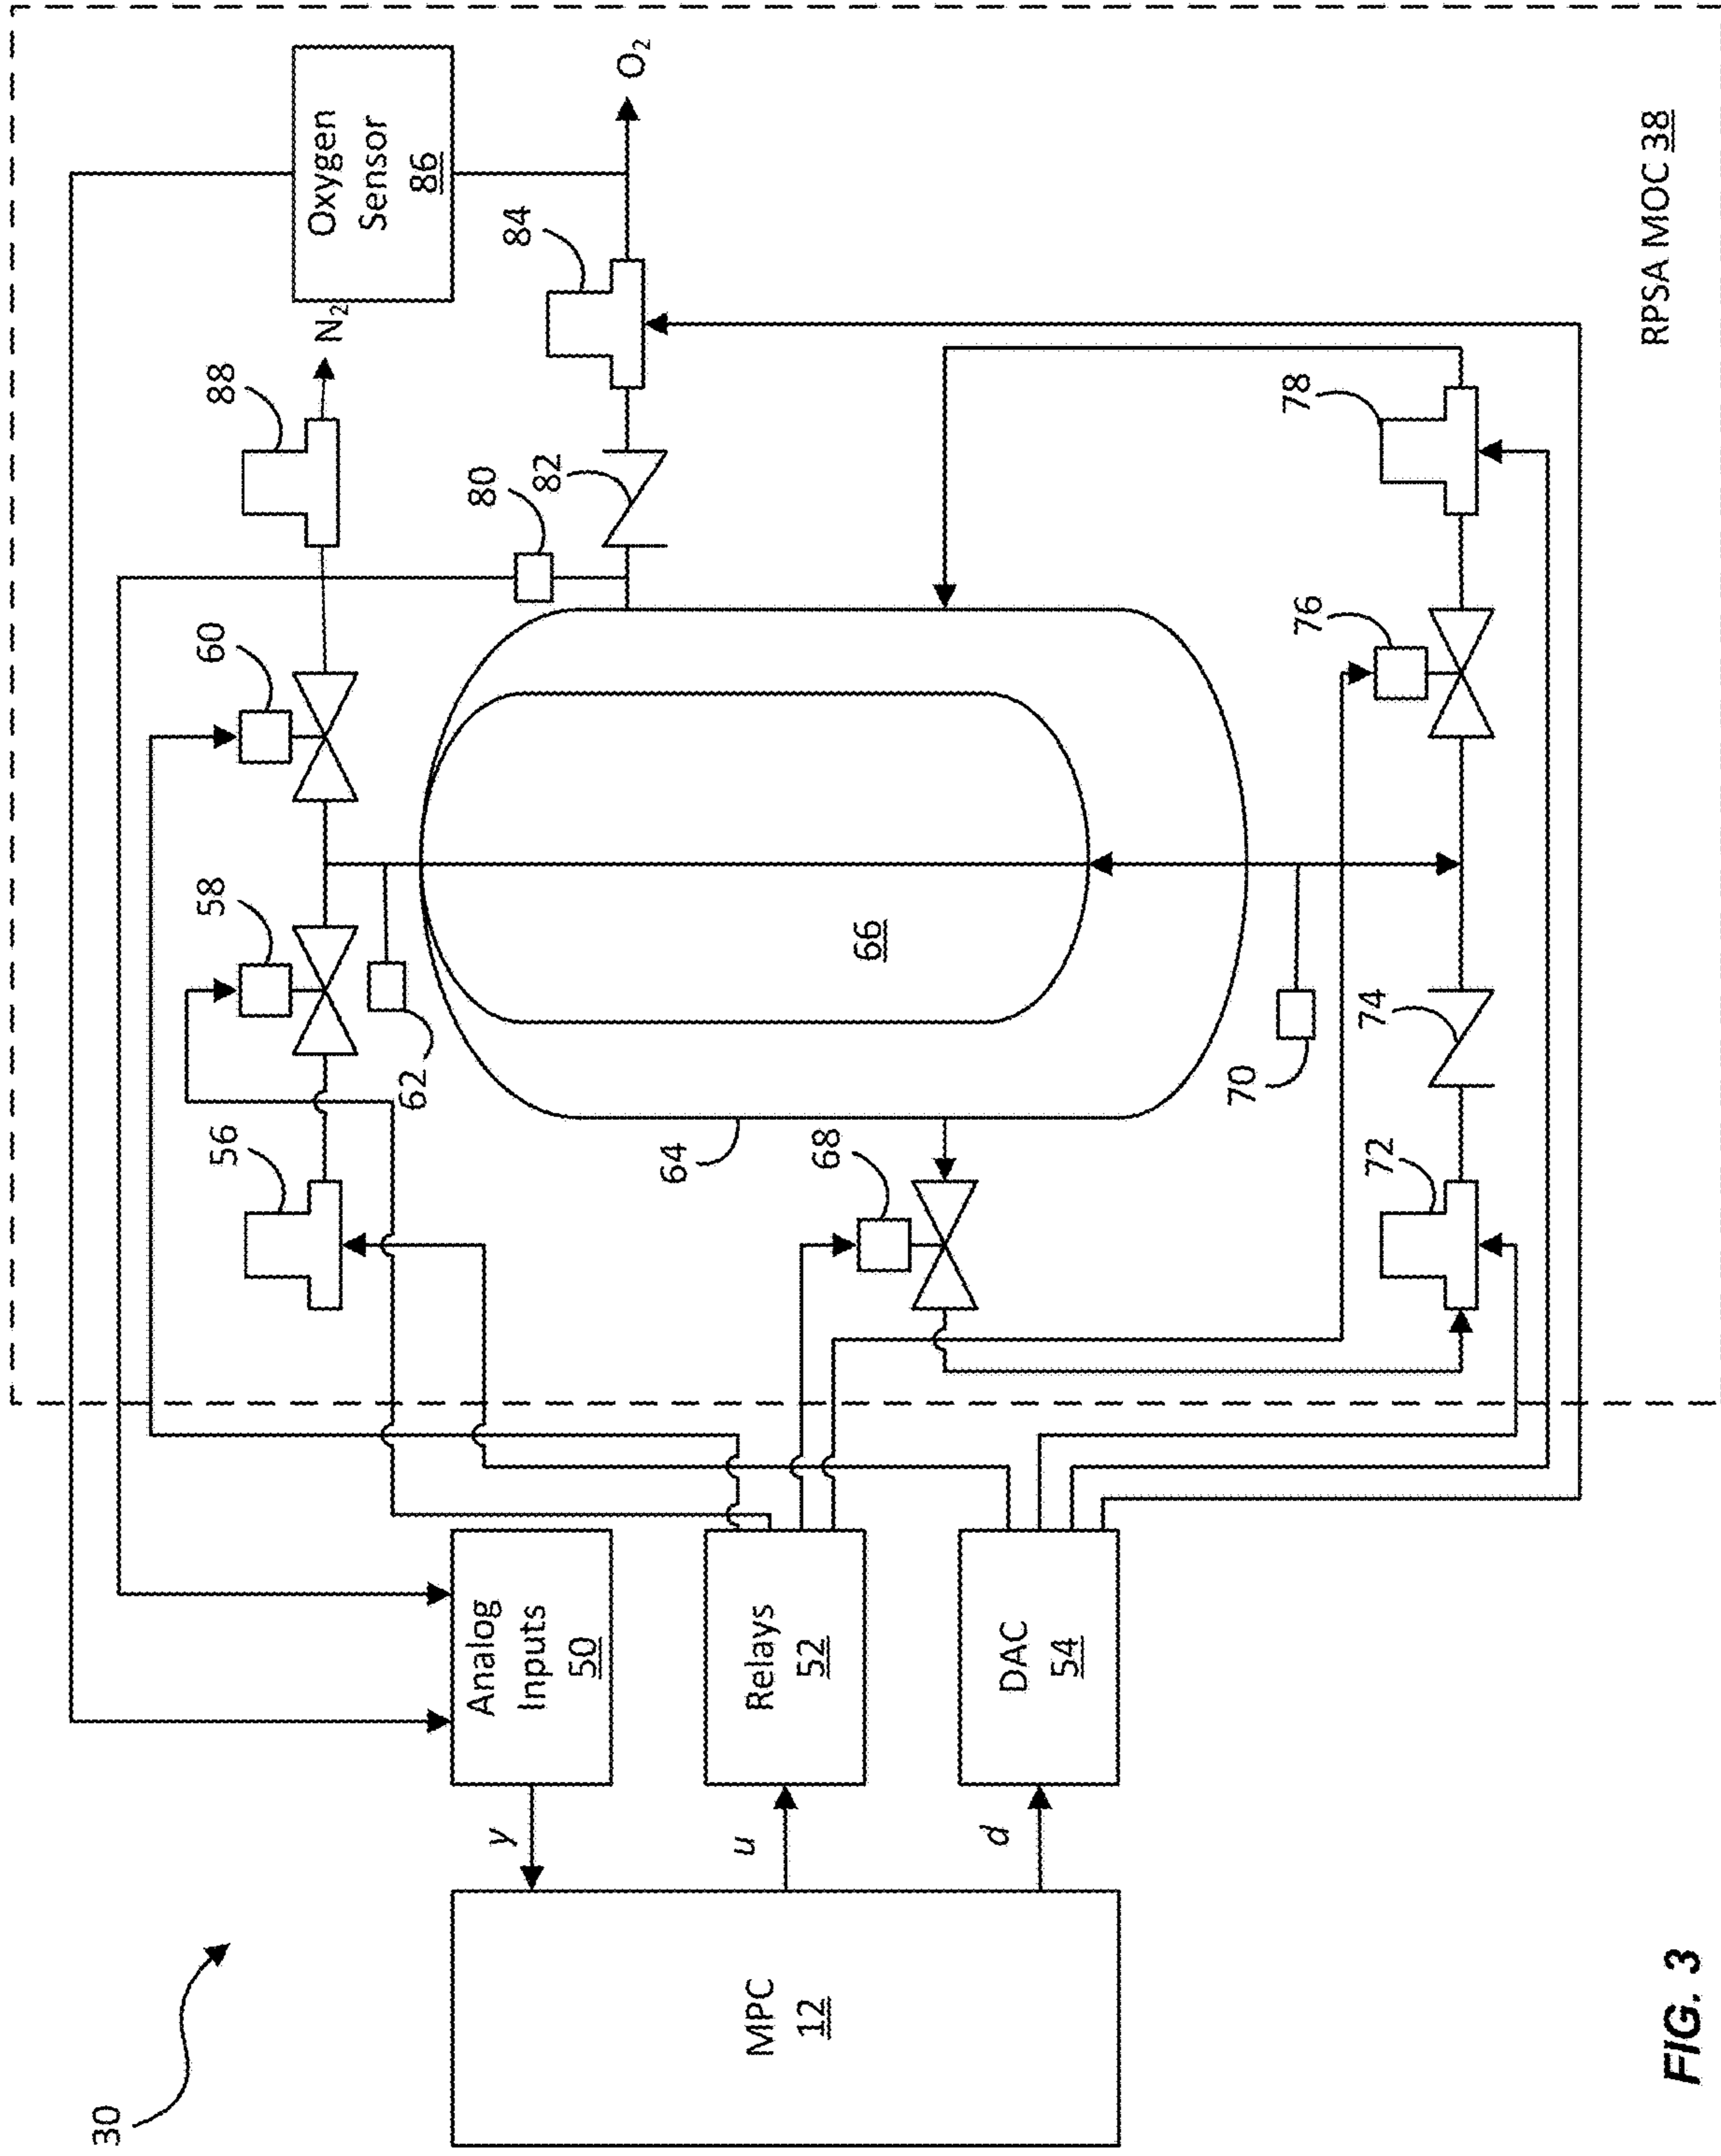 30
MPC
12
y
u
d
Analog
Inputs
50
Relays
52
DAC
54
56
58
60
88
N2
Oxygen
Sensor
86
62
80
82
84
O2
64
66
68
70
72
74
76
78
RPSA MOC 38
FIG. 3